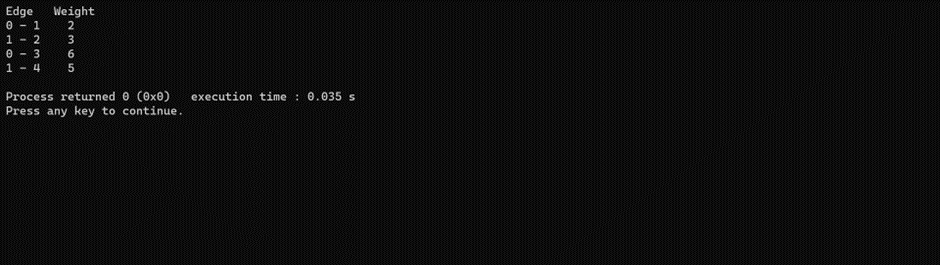 Edge   Weight
0 - 1    2
1 - 2    3
0 - 3    6
1 - 4    5

Process returned 0 (0x0)   execution time : 0.035 s
Press any key to continue.